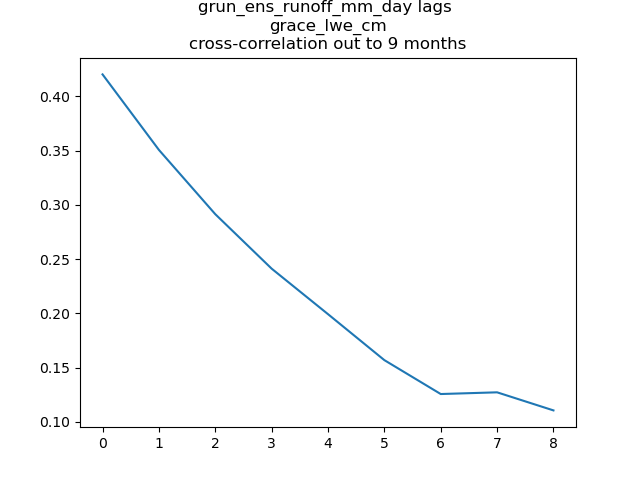 grun_ens_runoff_mm_day lags
grace_lwe_cm
cross-correlation out to 9 months
0.40
0.35
0.30
0.25
0.20
0.15
0.10
0 1 2 3 4 5 6 7 8